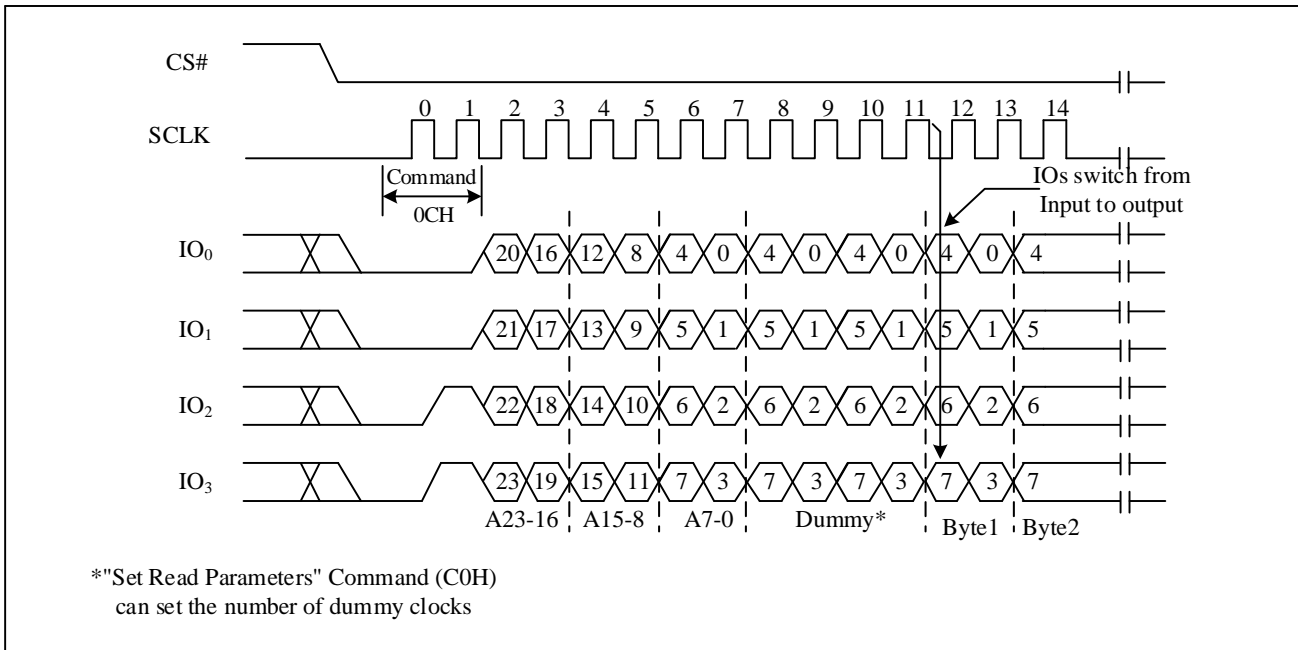 CS#
0 1 2 3 4 5 6 7 8 9 10 11 12 13 14
SCLK
Command
0CH
IOs switch from
Input to output
IO₀ 20 16 12 8 4 0 4 0 4 0 4 0 4
IO₁ 21 17 13 9 5 1 5 1 5 1 5 1 5
IO₂ 22 18 14 10 6 2 6 2 6 2 6 2 6
IO₃ 23 19 15 11 7 3 7 3 7 3 7 3 7
A23-16 A15-8 A7-0 Dummy* Byte1 Byte2
*"Set Read Parameters" Command (C0H)
can set the number of dummy clocks